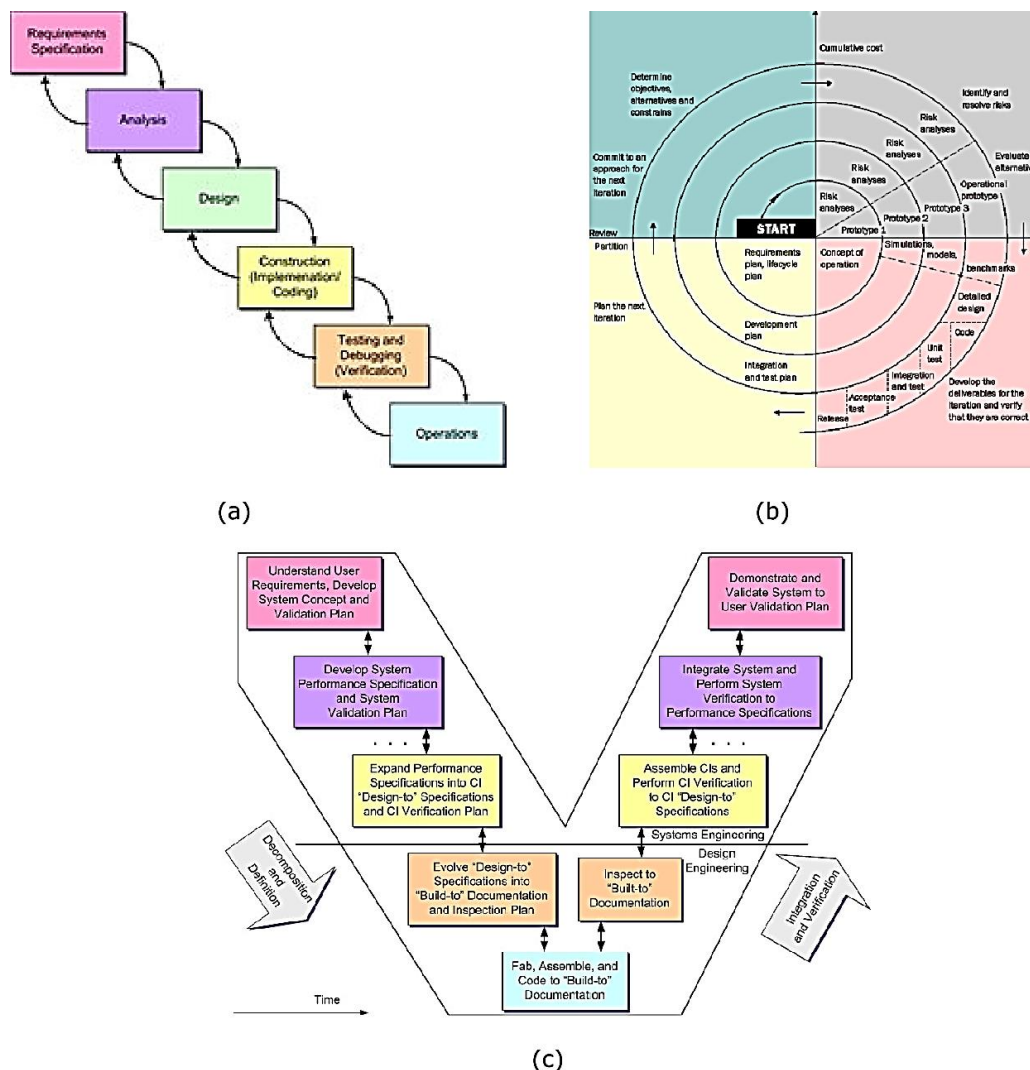 Requirements
Specification
Analysis
Design
Construction
(Implemenation/
Coding)
Testing and
Debugging
(Verification)
Operations
(a)
Cumulative cost
Determine
objectives,
alternatives and
constrains
Identify and
resolve risks
Risk
analyses
Risk
analyses
Risk
analyses
Risk
analyses
Evaluate
alternativ
Commit to an
approach for
the next
iteration
Operational
prototype
Prototype 3
Prototype 2
Prototype 1
START
Review
Partition
Requirements
plan, lifecycle
plan
Concept of
operation
Simulations,
models,
benchmarks
Plan the next
iteration
Development
plan
Integration
and test plan
Detailed
design
Code
Unit
test
Integration
and test
Acceptance
test
Release
Develop the
deliverables for the
iteration and verify
that they are correct
(b)
Understand User
Requirements, Develop
System Concept and
Validation Plan
Demonstrate and
Validate System to
User Validation Plan
Develop System
Performance Specification
and System
Validation Plan
Integrate System and
Perform System
Verification to
Performance Specifications
. . . .
. . . .
Expand Performance
Specifications into CI
"Design-to" Specifications
and CI Verification Plan
Assemble CIs and
Perform CI Verification
to CI "Design-to"
Specifications
Systems Engineering
Design
Engineering
Decomposition
and
Definition
Evolve "Design-to"
Specifications into
"Build-to" Documentation
and Inspection Plan
Inspect to
"Built-to"
Documentation
Integration
and Verification
Fab, Assemble, and
Code to "Build-to"
Documentation
Time
(c)